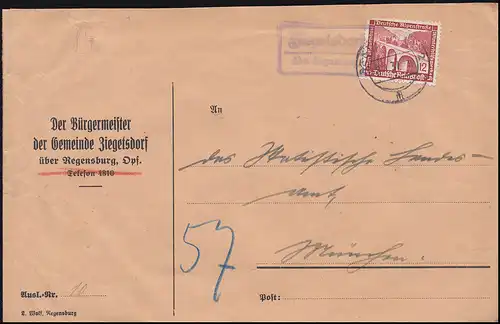 Deutsche Alpenstraße
12
Deutsches Reich
An
Der Bürgermeister
der Gemeinde Ziegetsdorf
über Regensburg, Opf.
Telefon 4810
das Statistische Landes-
amt,
57
München.
Ausl.-Nr. 10
Post:
L. Wolf, Regensburg